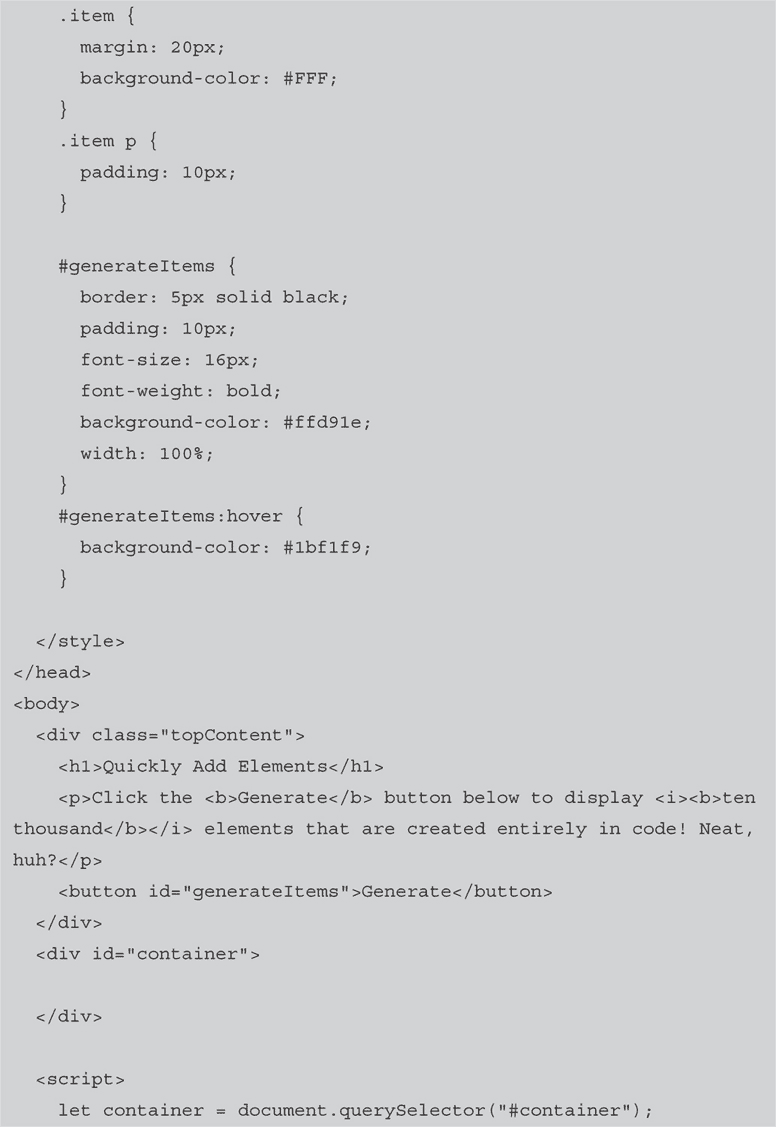 .item {
      margin: 20px;
      background-color: #FFF;
    }
    .item p {
      padding: 10px;
    }

    #generateItems {
      border: 5px solid black;
      padding: 10px;
      font-size: 16px;
      font-weight: bold;
      background-color: #ffd91e;
      width: 100%;
    }
    #generateItems:hover {
      background-color: #1bf1f9;
    }

  </style>
</head>
<body>
  <div class="topContent">
    <h1>Quickly Add Elements</h1>
    <p>Click the <b>Generate</b> button below to display <i><b>ten
thousand</b></i> elements that are created entirely in code! Neat,
huh?</p>
    <button id="generateItems">Generate</button>
  </div>
  <div id="container">

  </div>

  <script>
    let container = document.querySelector("#container");